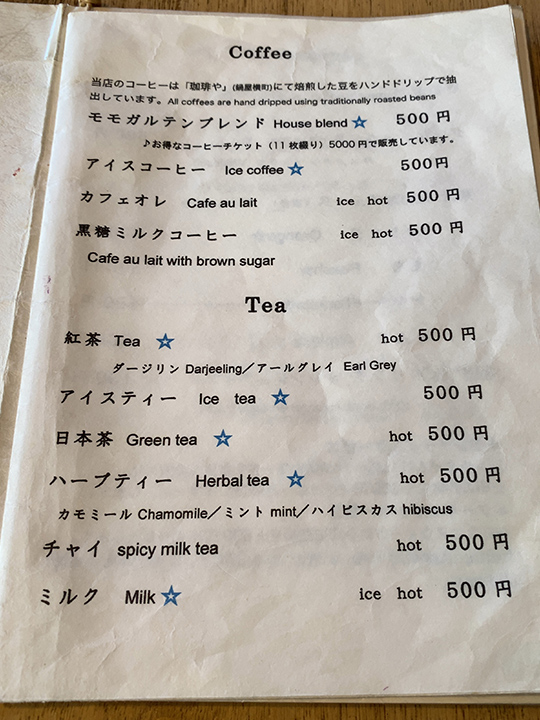 Coffee
当店のコーヒーは「珈琲や」(鍋屋横町)にて焙煎した豆をハンドドリップで抽
出しています。All coffees are hand dripped using traditionally roasted beans
モモガルテンブレンド House blend ☆ 500 円
♪お得なコーヒーチケット（11 枚綴り）5000 円で販売しています。
アイスコーヒー Ice coffee ☆ 500円
カフェオレ Cafe au lait ice hot 500 円
黒糖ミルクコーヒー ice hot 500 円
Cafe au lait with brown sugar
Tea
紅茶 Tea ☆ hot 500 円
ダージリン Darjeeling／アールグレイ Earl Grey
アイスティー Ice tea ☆ 500 円
日本茶 Green tea ☆ hot 500 円
ハーブティー Herbal tea ☆ hot 500 円
カモミール Chamomile／ミント mint／ハイビスカス hibiscus
チャイ spicy milk tea hot 500 円
ミルク Milk ☆ ice hot 500 円